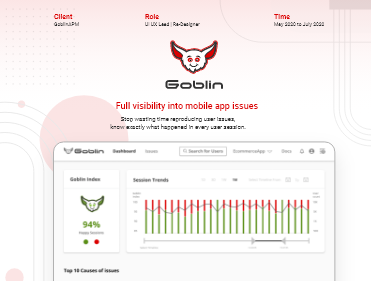 Client
GoblinAPM
Role
UI UX Lead | Re-Designer
Time
May 2020 to July 2020
Goblin
Full visibility into mobile app issues
Stop wasting time reproducing user issues,
know exactly what happened in every user session.
Goblin Dashboard Issues Search for Users EcommerceApp Docs
Goblin Index
94%
Happy Sessions
Session Trends
Top 10 Causes of Issues